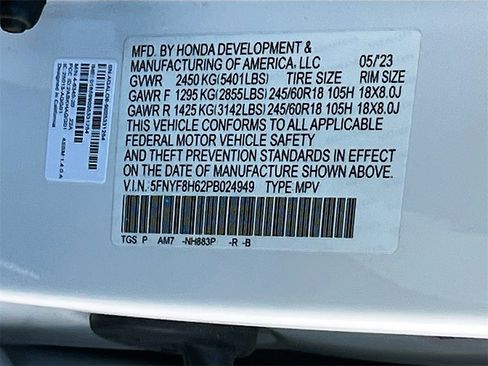 MFD. BY HONDA DEVELOPMENT &
MANUFACTURING OF AMERICA, LLC 05/'23
GVWR 2450 KG(5401LBS) TIRE SIZE RIM SIZE
GAWR F 1295 KG(2855LBS) 245/60R18 105H 18X8.0J
GAWR R 1425 KG(3142LBS) 245/60R18 105H 18X8.0J
THIS VEHICLE CONFORMS TO ALL APPLICABLE
FEDERAL MOTOR VEHICLE SAFETY
AND THEFT PREVENTION STANDARDS IN EFFECT
ON THE DATE OF MANUFACTURE SHOWN ABOVE.
V.I.N.: 5FNYF8H62PB024949 TYPE MPV
TGS P AM7 -NH883P -R -B